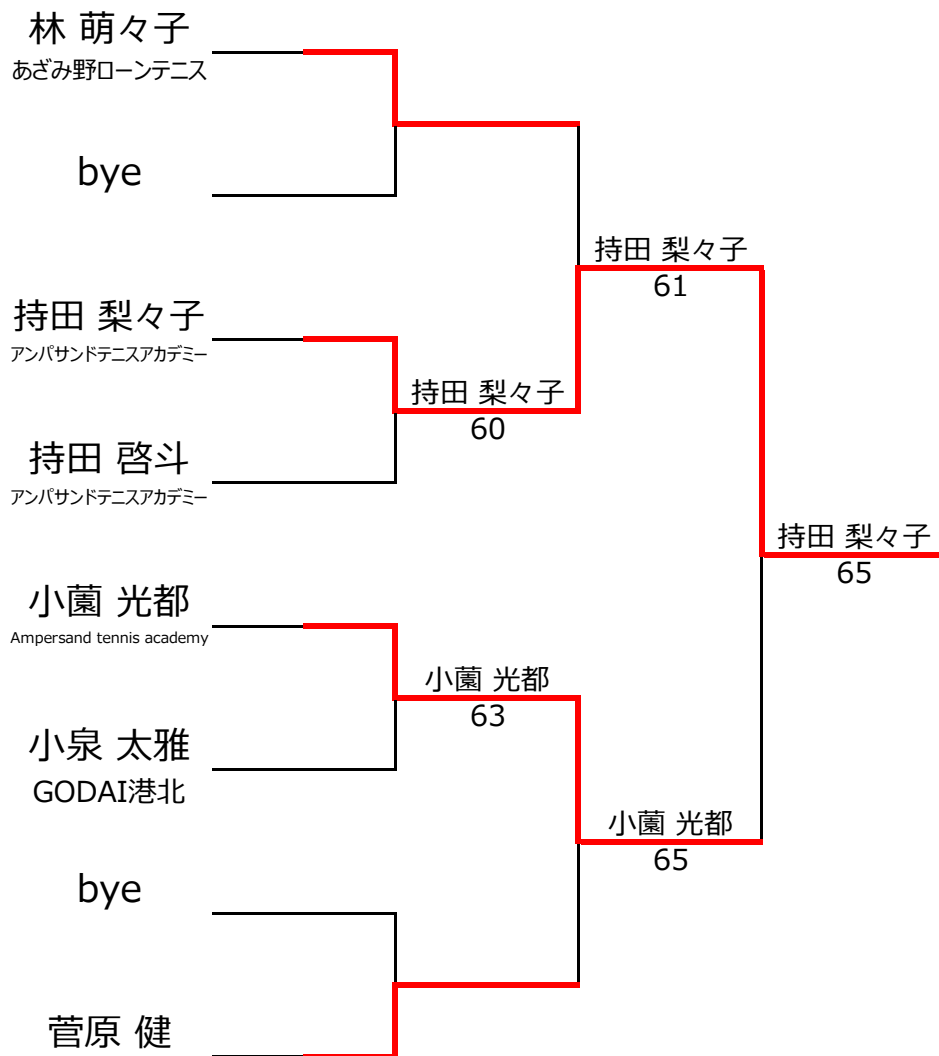 林 萌々子
あざみ野ローンテニス
bye
持田 梨々子
61
持田 梨々子
アンパサンドテニスアカデミー
持田 梨々子
60
持田 啓斗
アンパサンドテニスアカデミー
持田 梨々子
65
小薗 光都
Ampersand tennis academy
小薗 光都
63
小泉 太雅
GODAI港北
小薗 光都
65
bye
菅原 健